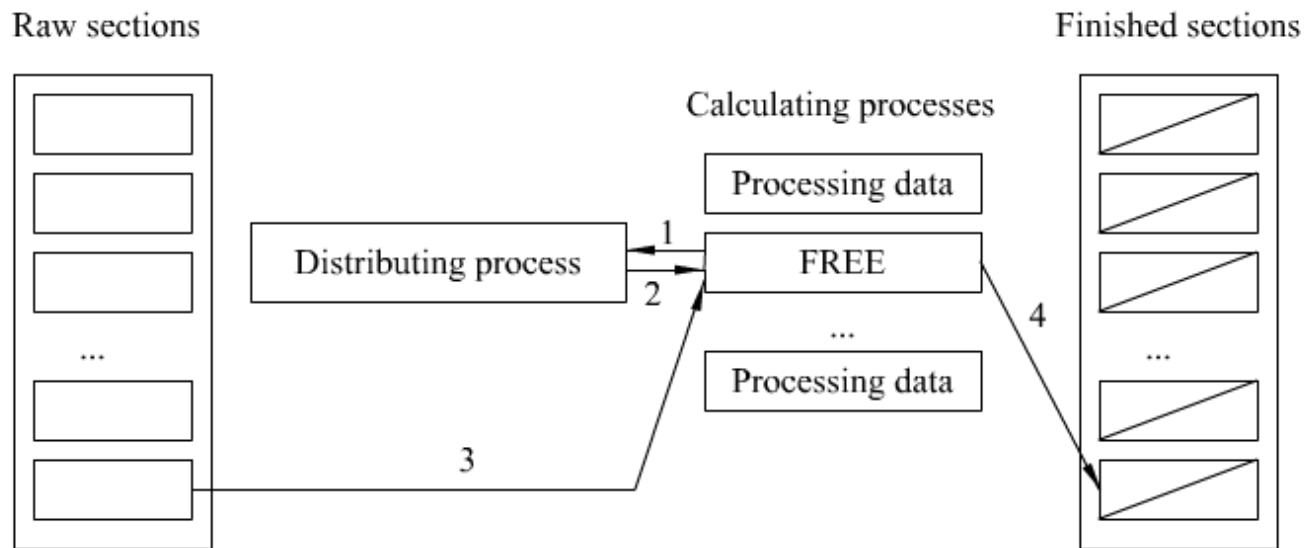 Raw sections
Finished sections
Calculating processes
Processing data
1
Distributing process
FREE
2
4
...
...
...
Processing data
3